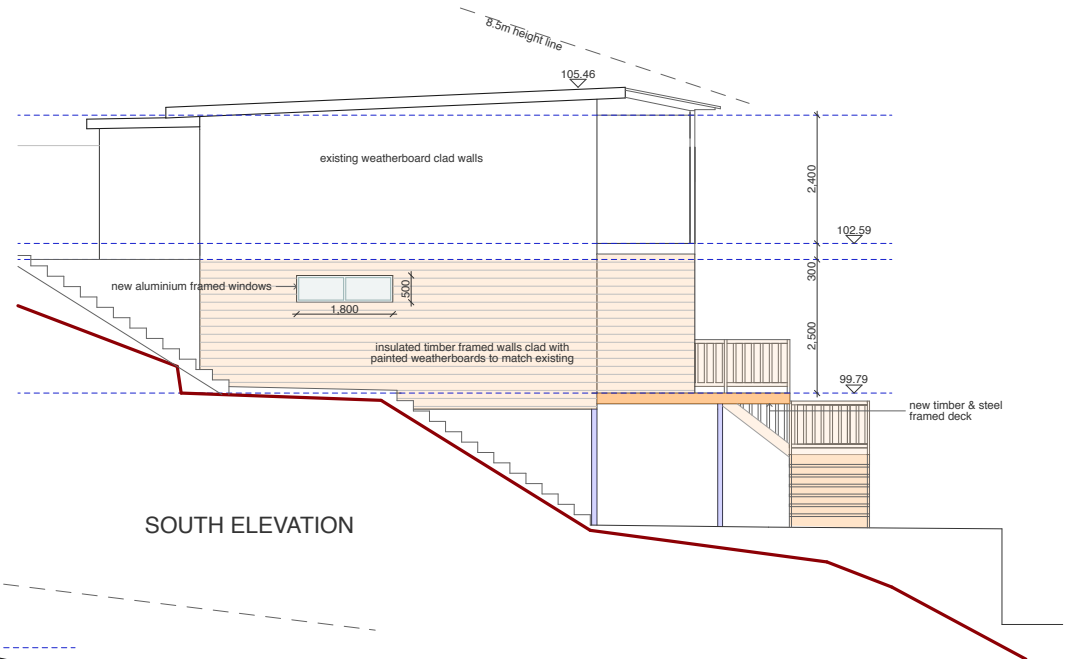 8.5m height line
105.46
existing weatherboard clad walls
2,400
102.59
300
new aluminium framed windows
500
1,800
2,500
insulated timber framed walls clad with
painted weatherboards to match existing
99.79
new timber & steel
framed deck
SOUTH ELEVATION